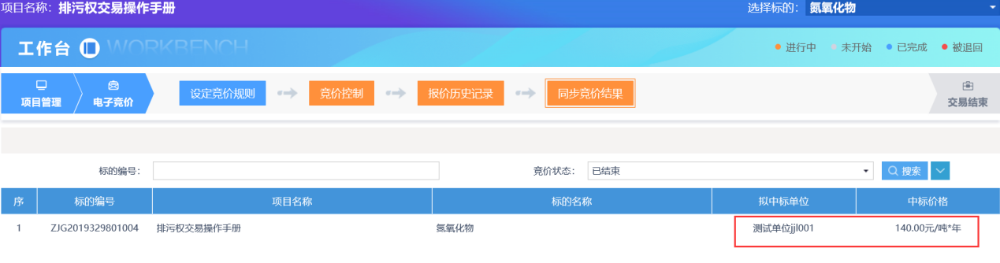 项目名称：排污权交易操作手册 选择标的：氮氧化物
工作台 WORKBENCH 进行中 未开始 已完成 被退回
项目管理 电子竞价 设定竞价规则 竞价控制 报价历史记录 同步竞价结果 交易结束
标的编号： 竞价状态： 已结束 搜索
序 标的编号 项目名称 标的名称 拟中标单位 中标价格
1 ZJG2019329801004 排污权交易操作手册 氮氧化物 测试单位jjl001 140.00元/吨*年